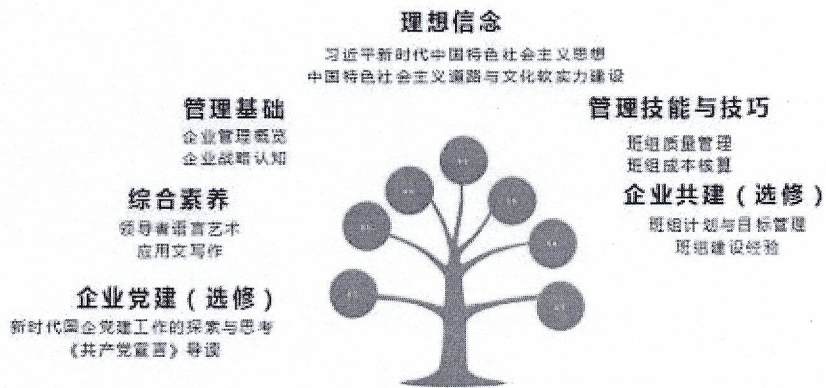 理想信念
习近平新时代中国特色社会主义思想
中国特色社会主义道路与文化软实力建设
管理基础
企业管理概览
企业战略认知
管理技能与技巧
班组质量管理
班组成本核算
综合素养
领导者语言艺术
应用文写作
企业共建（选修）
班组计划与目标管理
班组建设经验
企业党建（选修）
新时代国企党建工作的探索与思考
《共产党宣言》导读